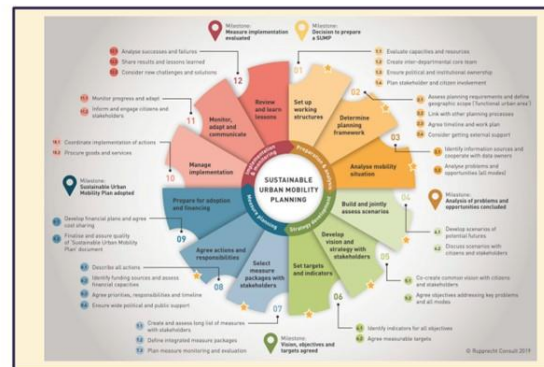 Milestone:
Measure implementation
evaluated
Milestone:
Decision to prepare
a SUMP
12.1 Analyse successes and failures
12.2 Share results and lessons learned
12.3 Consider new challenges and solutions
12
Review
and learn
lessons
01
Set up
working
structures
1.1 Evaluate capacities and resources
1.2 Create inter-departmental core team
1.3 Ensure political and institutional ownership
1.4 Plan stakeholder and citizen involvement
11.1 Monitor progress and adapt
11.2 Inform and engage citizens and
stakeholders
11
Monitor,
adapt and
communicate
02
Determine
planning
framework
2.1 Assess planning requirements and define
geographic scope ('functional urban area')
2.2 Link with other planning processes
2.3 Agree timeline and work plan
2.4 Consider getting external support
10.1 Coordinate implementation of actions
10.2 Procure goods and services
10
Manage
implementation
03
Analyse mobility
situation
3.1 Identify information sources and
cooperate with data owners
3.2 Analyse problems and
opportunities (all modes)
Implementation
& monitoring
Preparation & analysis
Measure planning
Strategy development
SUSTAINABLE
URBAN MOBILITY
PLANNING
Milestone:
Sustainable Urban
Mobility Plan adopted
Milestone:
Analysis of problems and
opportunities concluded
Prepare for adoption
and financing
09
9.1 Develop financial plans and agree
cost sharing
9.2 Finalise and assure quality of
'Sustainable Urban Mobility
Plan' document
Build and jointly
assess scenarios
04
4.1 Develop scenarios of
potential futures
4.2 Discuss scenarios with
citizens and stakeholders
Agree actions and
responsibilities
08
8.1 Describe all actions
8.2 Identify funding sources and assess
financial capacities
8.3 Agree priorities, responsibilities and timeline
8.4 Ensure wide political and public support
Develop
vision and
strategy with
stakeholders
05
5.1 Co-create common vision with citizens
and stakeholders
5.2 Agree objectives addressing key problems
and all modes
Select
measure packages
with stakeholders
07
7.1 Create and assess long list of measures
with stakeholders
7.2 Define integrated measure packages
7.3 Plan measure monitoring and evaluation
Set targets
and indicators
06
6.1 Identify indicators for all objectives
6.2 Agree measurable targets
Milestone:
Vision, objectives and
targets agreed
© Rupprecht Consult 2019